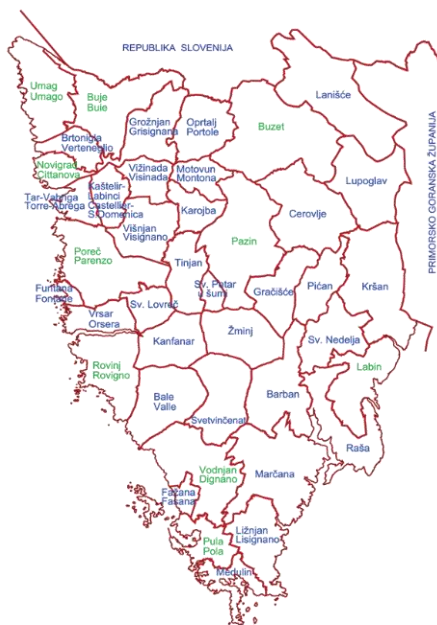 REPUBLIKA SLOVENIJA
PRIMORSKO GORANSKA ŽUPANIJA
Umag
Umago
Buje
Buie
Grožnjan
Grisignana
Oprtalj
Portole
Buzet
Lanišće
Brtonigla
Verteneglio
Novigrad
Cittanova
Vižinada
Visinada
Motovun
Montona
Lupoglav
Tar-Vabriga
Torre-Abrega
Kaštelir-
Labinci
Castellier-
S.Domenica
Karojba
Cerovlje
Višnjan
Visignano
Poreč
Parenzo
Pazin
Tinjan
Sv. Petar
u šumi
Gračišće
Pićan
Kršan
Funtana
Fontane
Vrsar
Orsera
Sv. Lovreč
Kanfanar
Žminj
Sv. Nedelja
Labin
Rovinj
Rovigno
Bale
Valle
Svetvinčenat
Barban
Raša
Vodnjan
Dignano
Marčana
Fažana
Fasana
Ližnjan
Lisignano
Pula
Pola
Medulin